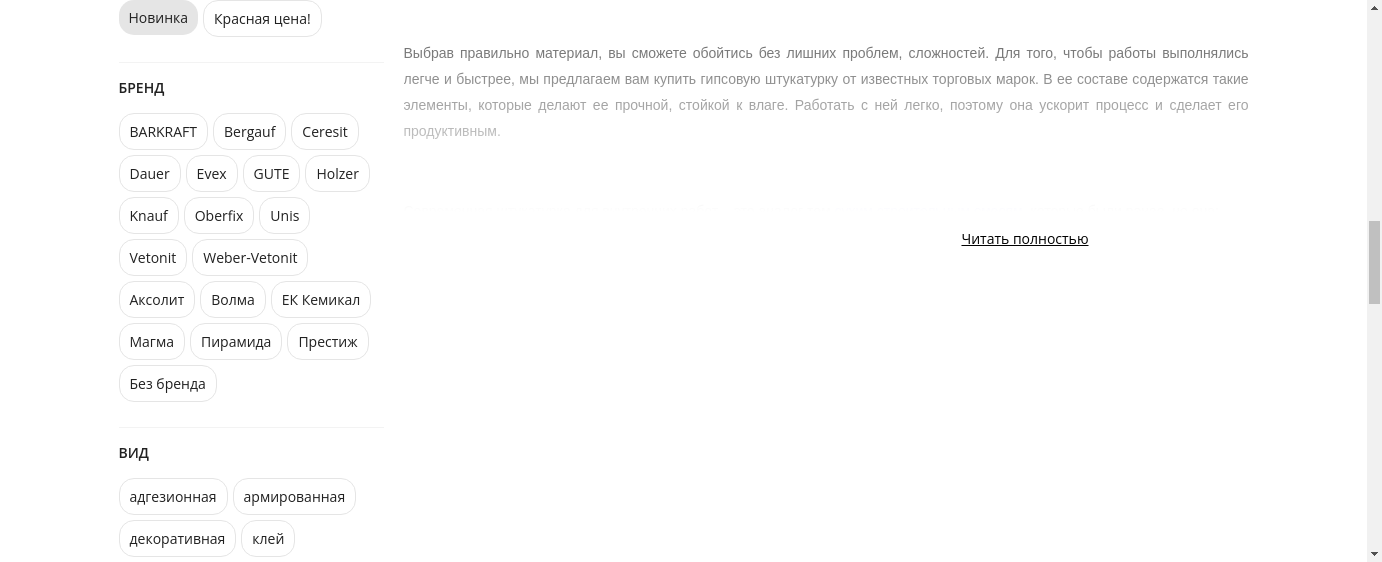 Новинка Красная цена!
БРЕНД
BARKRAFT Bergauf Ceresit
Dauer Evex GUTE Holzer
Knauf Oberfix Unis
Vetonit Weber-Vetonit
Аксолит Волма ЕК Кемикал
Магма Пирамида Престиж
Без бренда
ВИД
адгезионная армированная
декоративная клей
Выбрав правильно материал, вы сможете обойтись без лишних проблем, сложностей. Для того, чтобы работы выполнялись
легче и быстрее, мы предлагаем вам купить гипсовую штукатурку от известных торговых марок. В ее составе содержатся такие
элементы, которые делают ее прочной, стойкой к влаге. Работать с ней легко, поэтому она ускорит процесс и сделает его
продуктивным.
Читать полностью